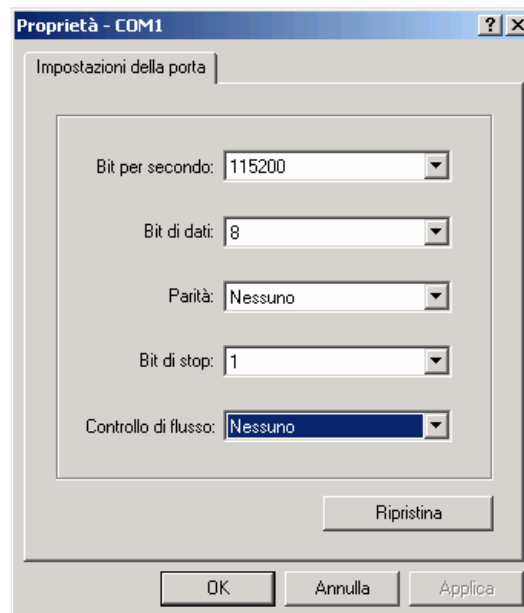 Proprietà - COM1
Impostazioni della porta
Bit per secondo: 115200
Bit di dati: 8
Parità: Nessuno
Bit di stop: 1
Controllo di flusso: Nessuno
Ripristina
OK Annulla Applica